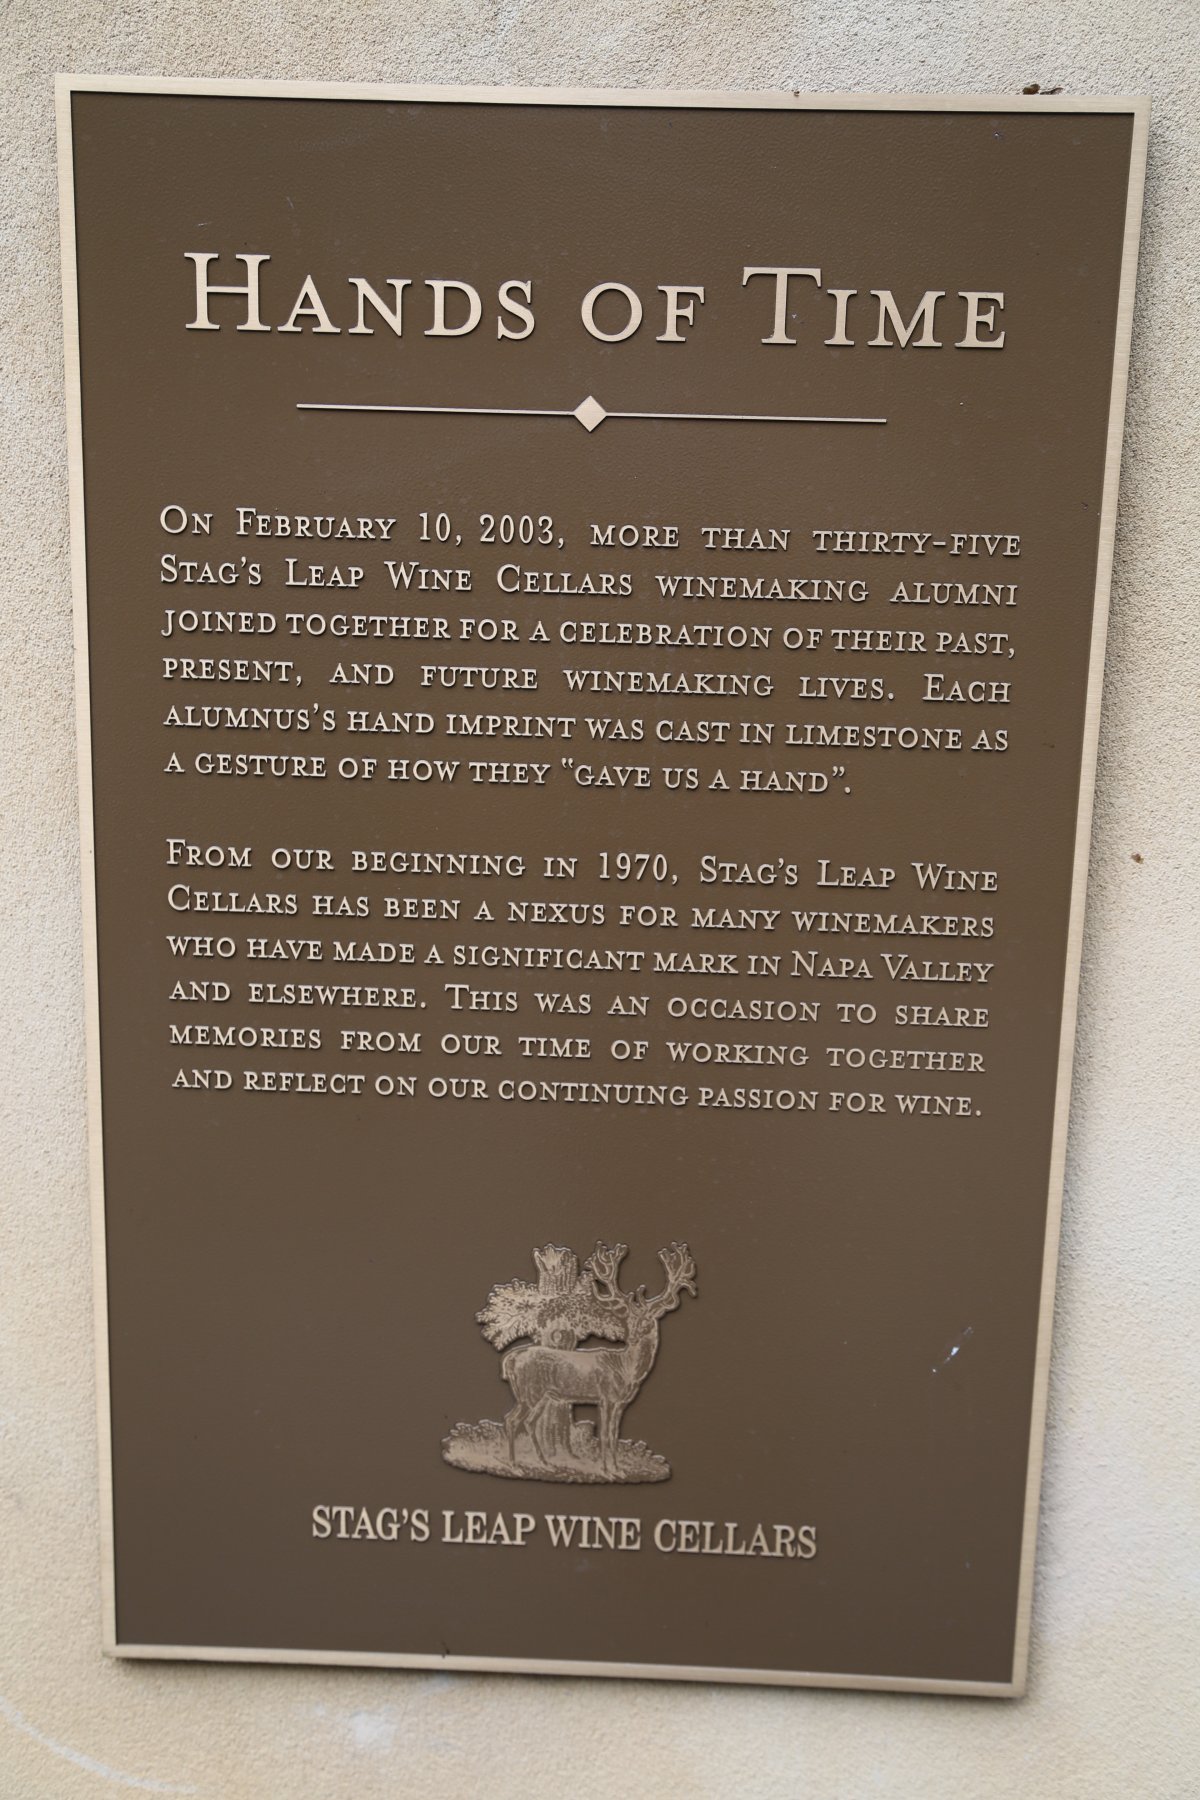 HANDS OF TIME
ON FEBRUARY 10, 2003, MORE THAN THIRTY-FIVE
STAG'S LEAP WINE CELLARS WINEMAKING ALUMNI
JOINED TOGETHER FOR A CELEBRATION OF THEIR PAST,
PRESENT, AND FUTURE WINEMAKING LIVES. EACH
ALUMNUS'S HAND IMPRINT WAS CAST IN LIMESTONE AS
A GESTURE OF HOW THEY "GAVE US A HAND".
FROM OUR BEGINNING IN 1970, STAG'S LEAP WINE
CELLARS HAS BEEN A NEXUS FOR MANY WINEMAKERS
WHO HAVE MADE A SIGNIFICANT MARK IN NAPA VALLEY
AND ELSEWHERE. THIS WAS AN OCCASION TO SHARE
MEMORIES FROM OUR TIME OF WORKING TOGETHER
AND REFLECT ON OUR CONTINUING PASSION FOR WINE.
STAG'S LEAP WINE CELLARS